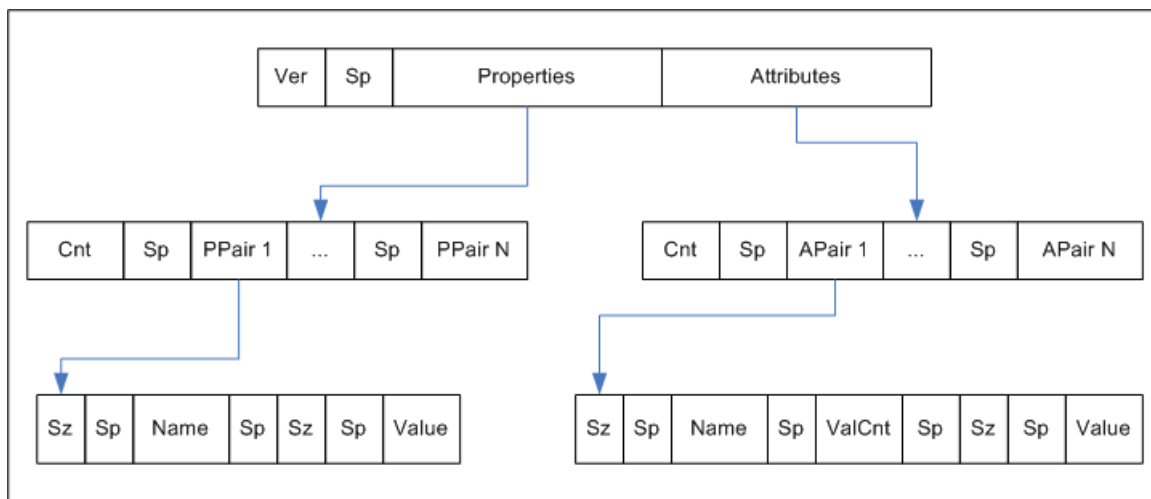 Ver Sp Properties Attributes
Cnt Sp PPair 1 ... Sp PPair N
Cnt Sp APair 1 ... Sp APair N
Sz Sp Name Sp Sz Sp Value
Sz Sp Name Sp ValCnt Sp Sz Sp Value